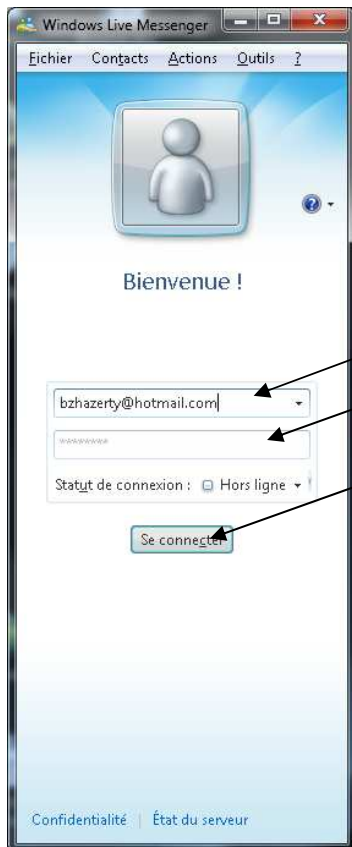 Windows Live Messenger
Fichier Contacts Actions Outils ?
Bienvenue !
bzhazerty@hotmail.com
********
Statut de connexion : Hors ligne
Se connecter
Confidentialité | État du serveur